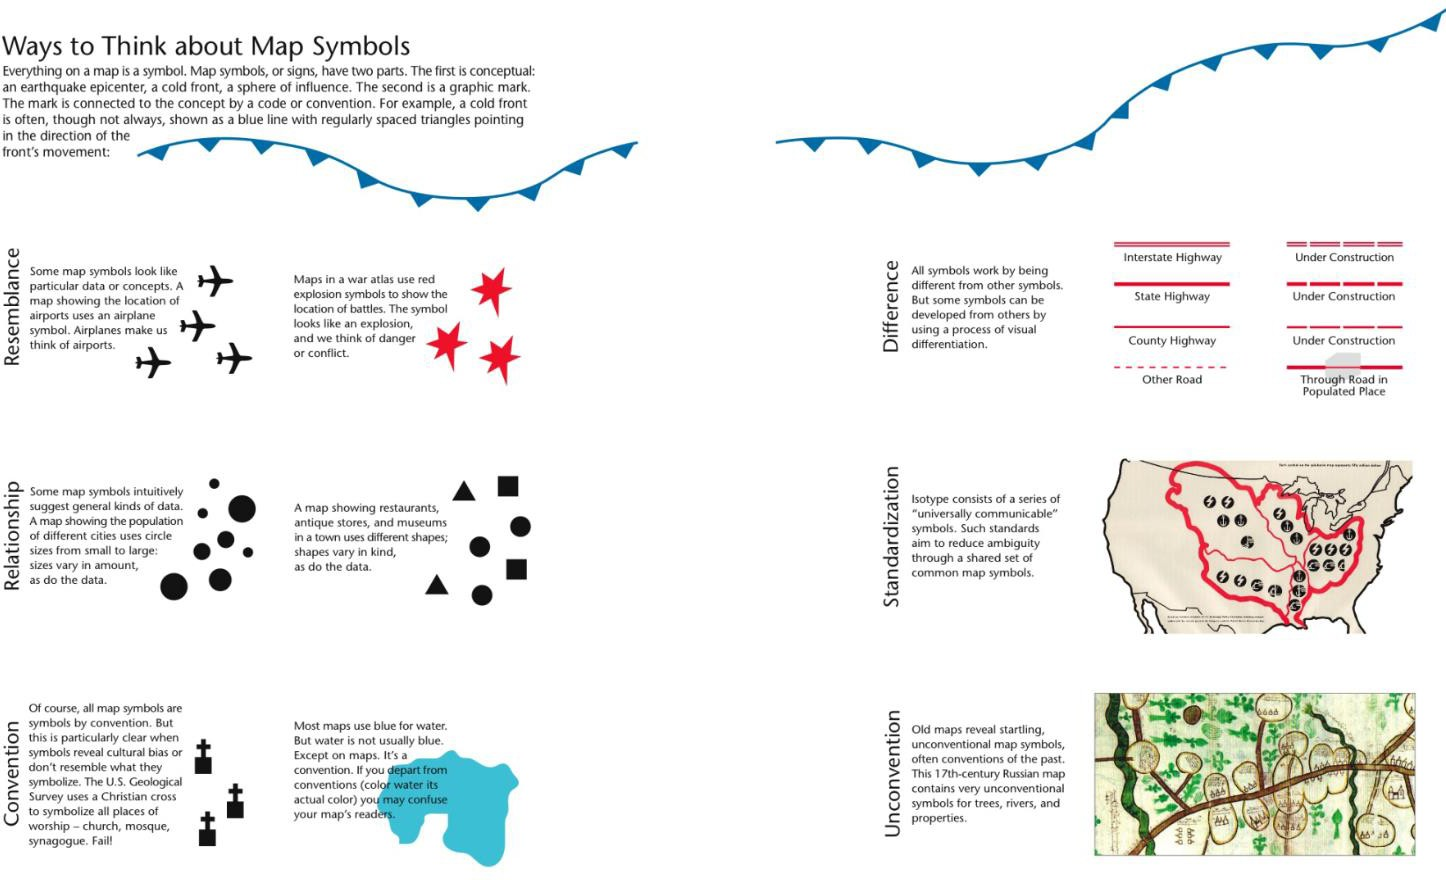 Ways to Think about Map Symbols
Everything on a map is a symbol. Map symbols, or signs, have two parts. The first is conceptual:
an earthquake epicenter, a cold front, a sphere of influence. The second is a graphic mark.
The mark is connected to the concept by a code or convention. For example, a cold front
is often, though not always, shown as a blue line with regularly spaced triangles pointing
in the direction of the
front's movement:
Resemblance
Some map symbols look like
particular data or concepts. A
map showing the location of
airports uses an airplane
symbol. Airplanes make us
think of airports.
Maps in a war atlas use red
explosion symbols to show the
location of battles. The symbol
looks like an explosion,
and we think of danger
or conflict.
Relationship
Some map symbols intuitively
suggest general kinds of data.
A map showing the population
of different cities uses circle
sizes from small to large:
sizes vary in amount,
as do the data.
A map showing restaurants,
antique stores, and museums
in a town uses different shapes;
shapes vary in kind,
as do the data.
Convention
Of course, all map symbols are
symbols by convention. But
this is particularly clear when
symbols reveal cultural bias or
don't resemble what they
symbolize. The U.S. Geological
Survey uses a Christian cross
to symbolize all places of
worship – church, mosque,
synagogue. Fail!
Most maps use blue for water.
But water is not usually blue.
Except on maps. It's a
convention. If you depart from
conventions (color water its
actual color) you may confuse
your map's readers.
Difference
All symbols work by being
different from other symbols.
But some symbols can be
developed from others by
using a process of visual
differentiation.
Interstate Highway
Under Construction
State Highway
Under Construction
County Highway
Under Construction
Other Road
Through Road in
Populated Place
Standardization
Isotype consists of a series of
"universally communicable"
symbols. Such standards
aim to reduce ambiguity
through a shared set of
common map symbols.
Unconvention
Old maps reveal startling,
unconventional map symbols,
often conventions of the past.
This 17th-century Russian map
contains very unconventional
symbols for trees, rivers, and
properties.